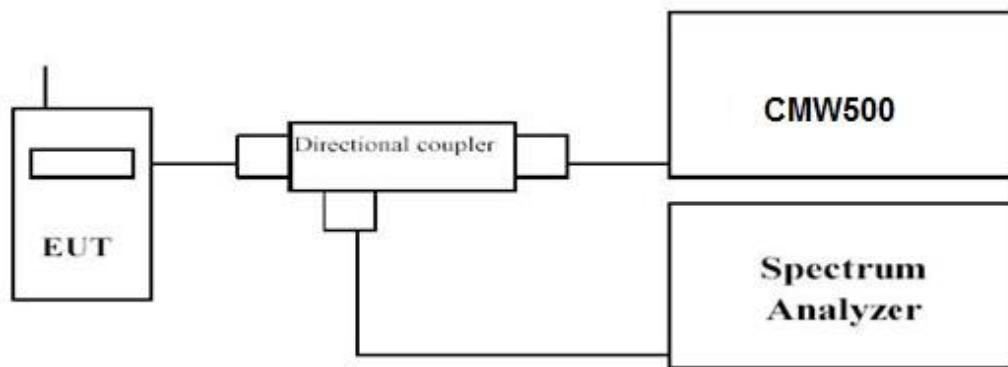 EUT
Directional coupler
CMW500
Spectrum
Analyzer